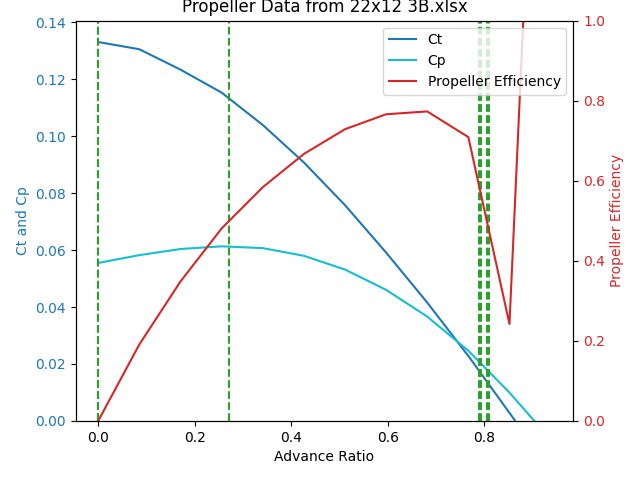 Propeller Data from 22x12 3B.xlsx
Ct
Cp
Propeller Efficiency
0.14
0.12
0.10
0.08
0.06
0.04
0.02
0.00
Ct and Cp
1.0
0.8
0.6
0.4
0.2
0.0
Propeller Efficiency
0.0 0.2 0.4 0.6 0.8
Advance Ratio